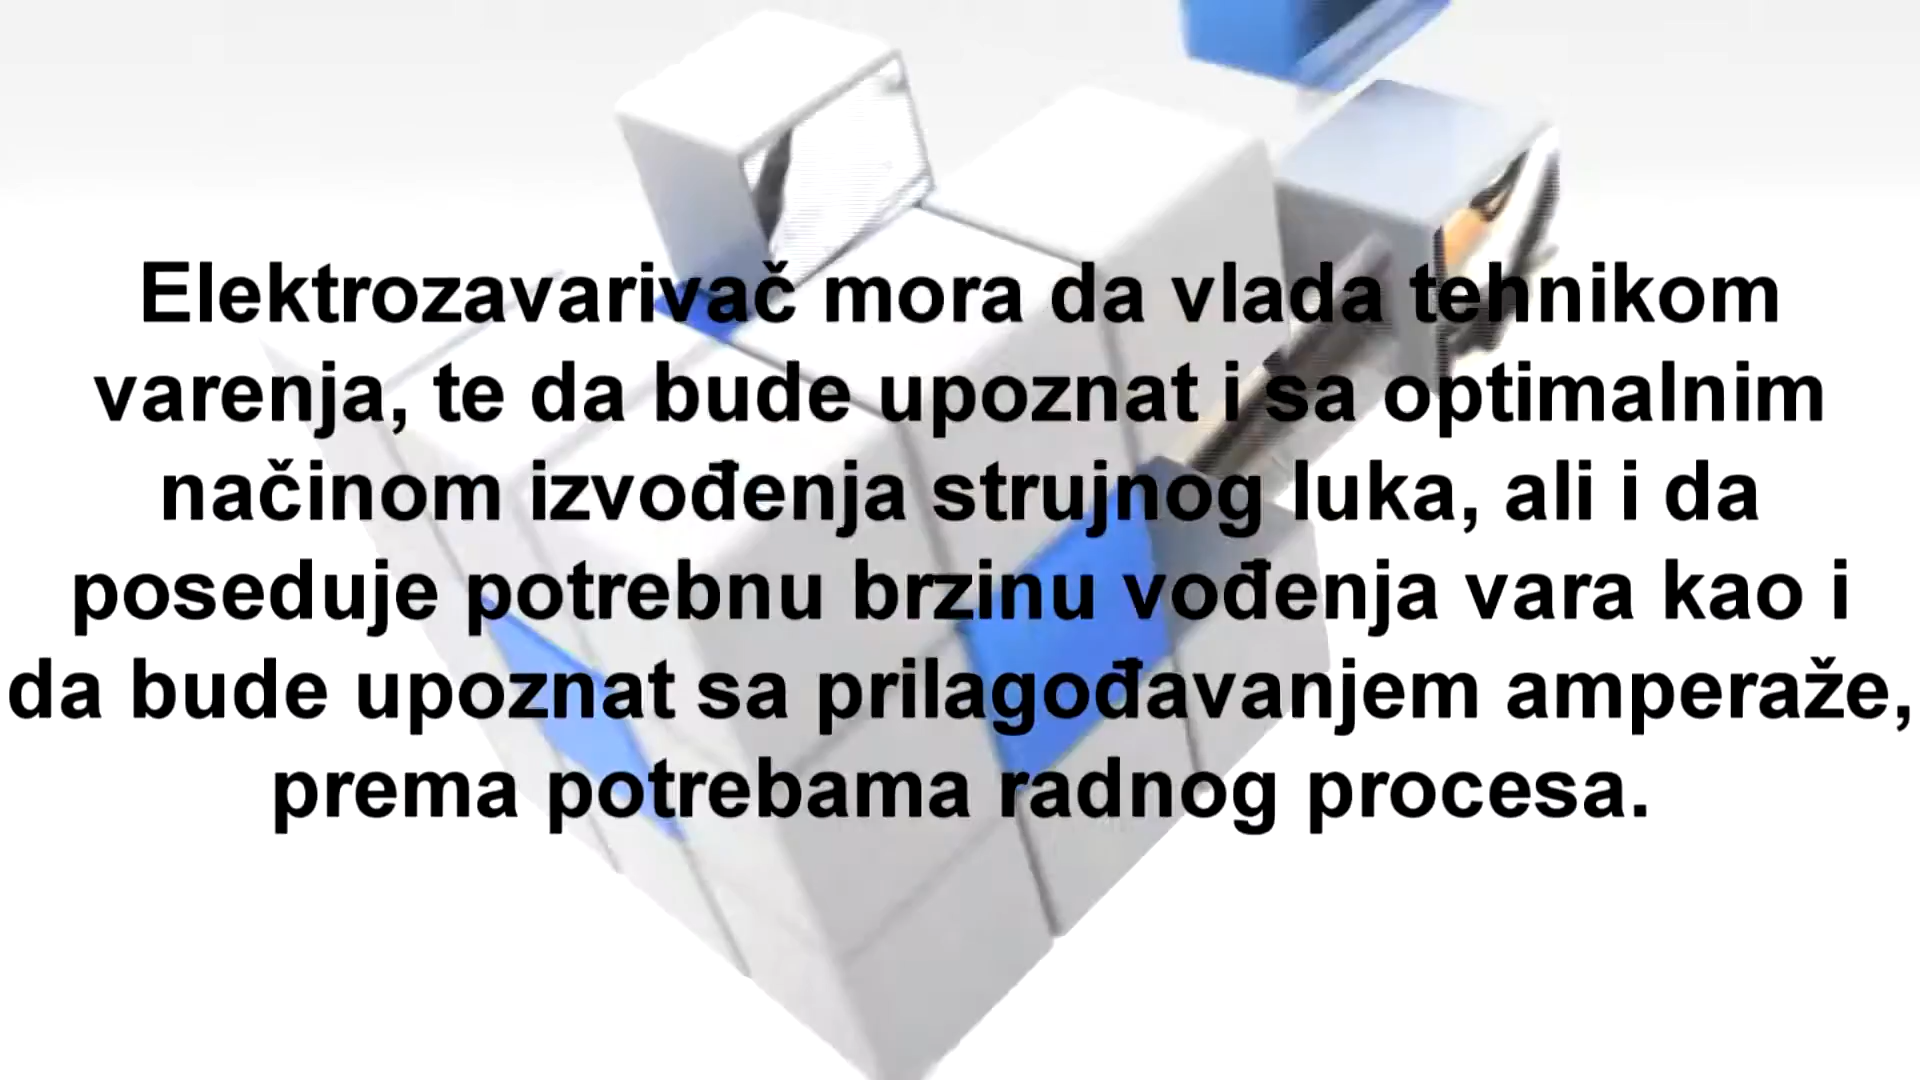 Elektrozavarivač mora da vlada tehnikom
varenja, te da bude upoznat i sa optimalnim
načinom izvođenja strujnog luka, ali i da
poseduje potrebnu brzinu vođenja vara kao i
da bude upoznat sa prilagođavanjem amperaže,
prema potrebama radnog procesa.